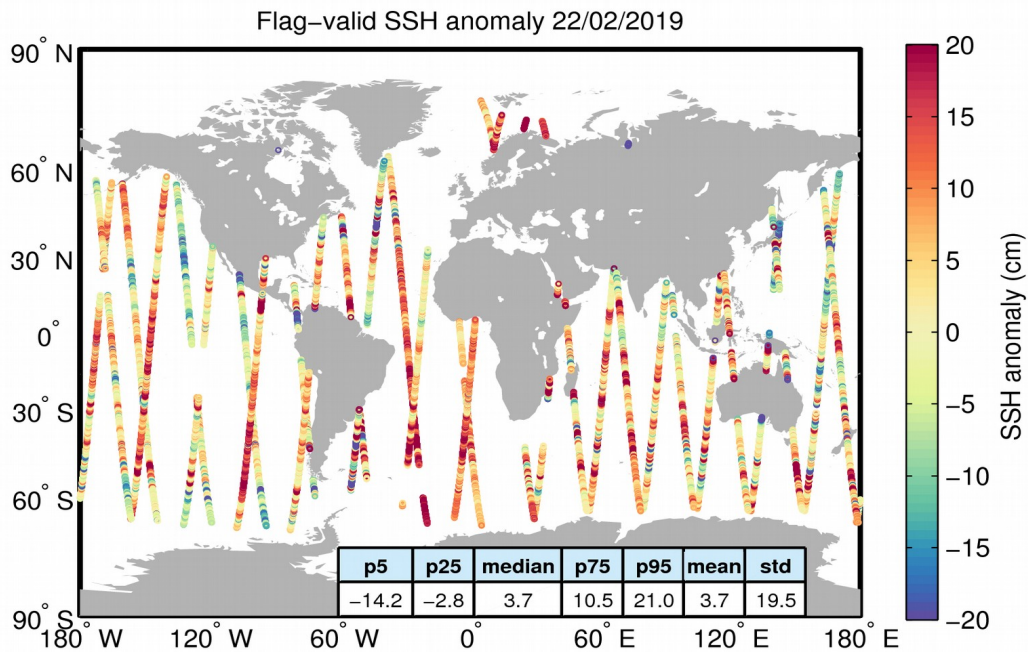 Flag−valid SSH anomaly 22/02/2019
90° N
60° N
30° N
0°
30° S
60° S
90° S
180° W
120° W
60° W
0°
60° E
120° E
180° E
p5 p25 median p75 p95 mean std
−14.2 −2.8 3.7 10.5 21.0 3.7 19.5
20
15
10
5
0
−5
−10
−15
−20
SSH anomaly (cm)